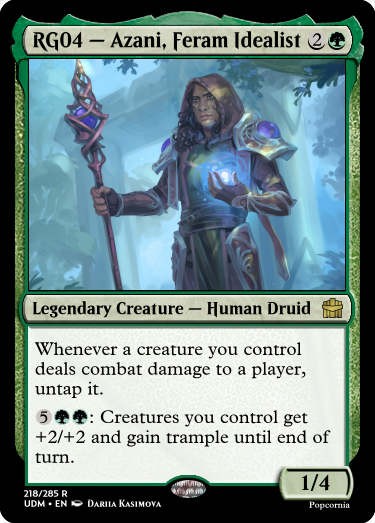 RG04 — Azani, Feram Idealist 2
Legendary Creature — Human Druid
Whenever a creature you control
deals combat damage to a player,
untap it.
5: Creatures you control get
+2/+2 and gain trample until end of
turn.
1/4
218/285 R
UDM • EN Dariia Kasimova
Popcornia